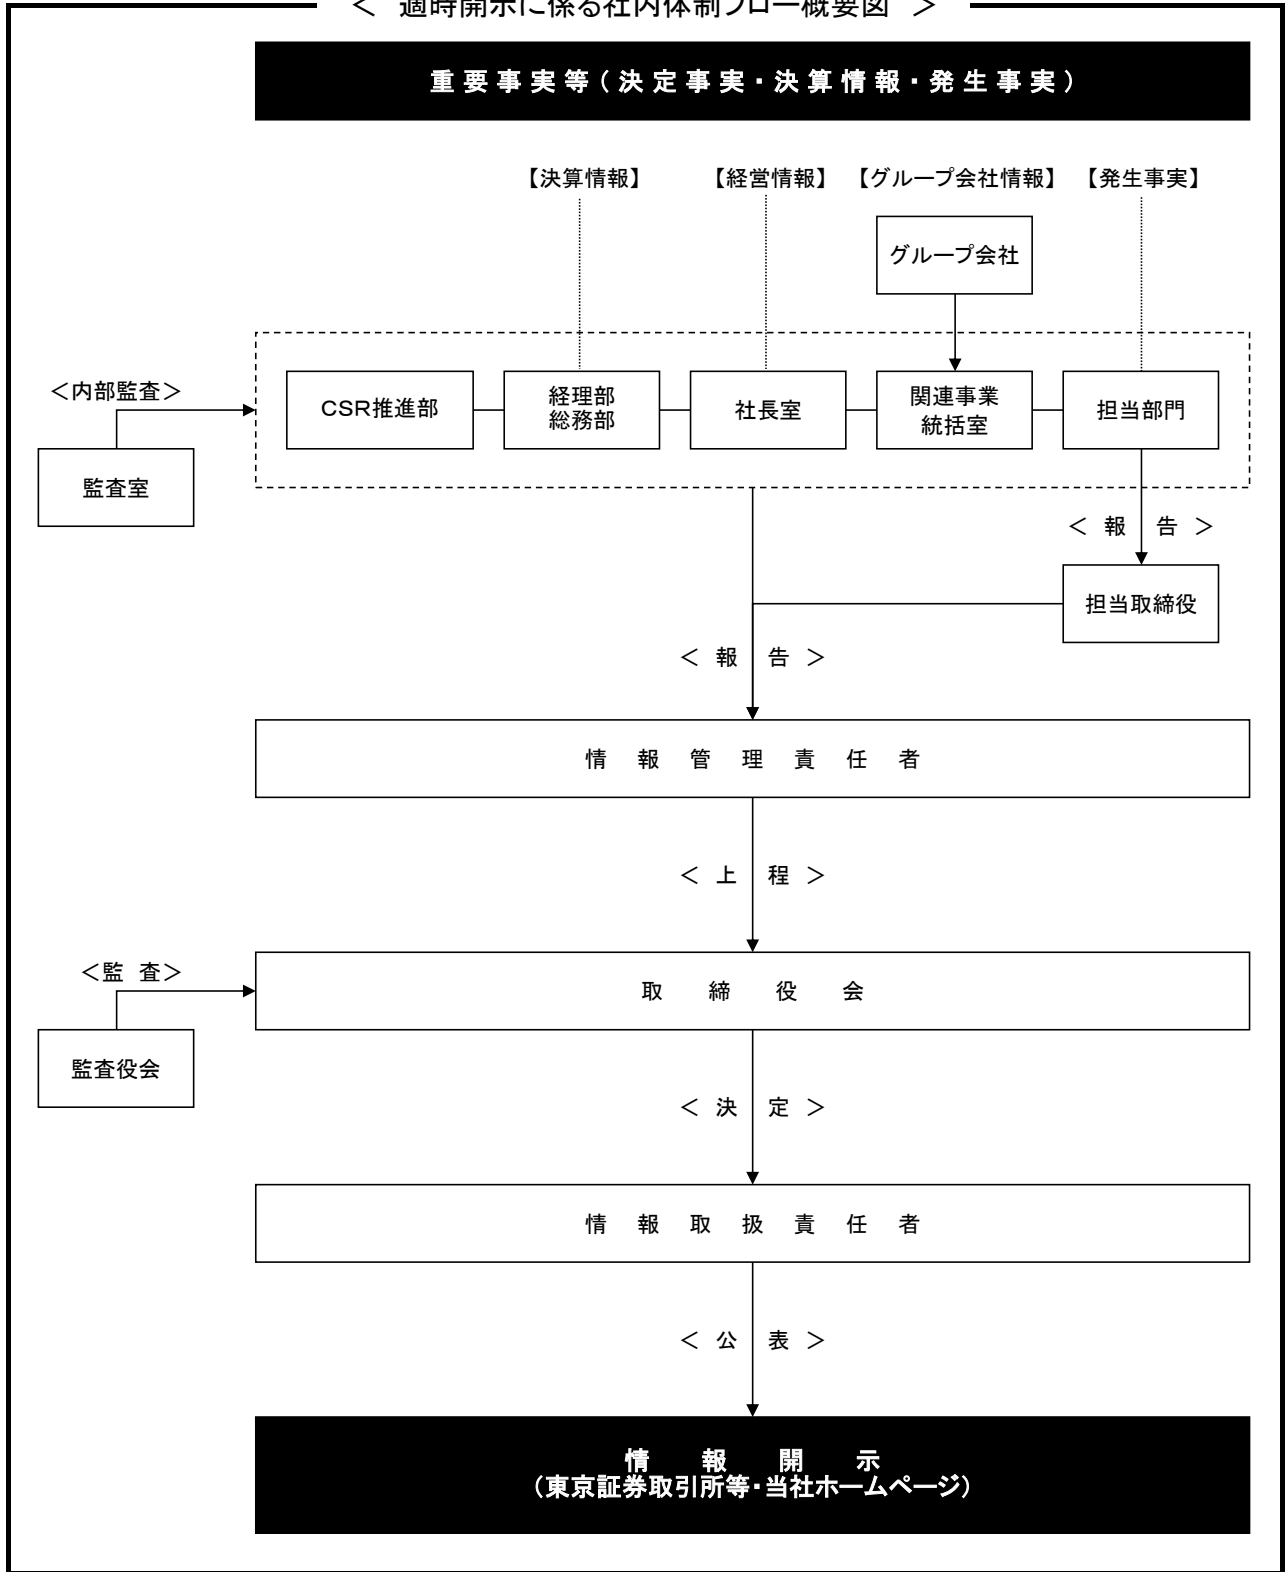 ＜ 適時開示に係る社内体制フロー概要図 ＞
重要事実等（決定事実・決算情報・発生事実）
【決算情報】 【経営情報】 【グループ会社情報】 【発生事実】
グループ会社
＜内部監査＞
監査室
CSR推進部
経理部
総務部
社長室
関連事業
統括室
担当部門
＜ 報 告 ＞
担当取締役
＜ 報 告 ＞
情報管理責任者
＜ 上 程 ＞
＜監 査＞
監査役会
取締役会
＜ 決 定 ＞
情報取扱責任者
＜ 公 表 ＞
情報開示
（東京証券取引所等・当社ホームページ）